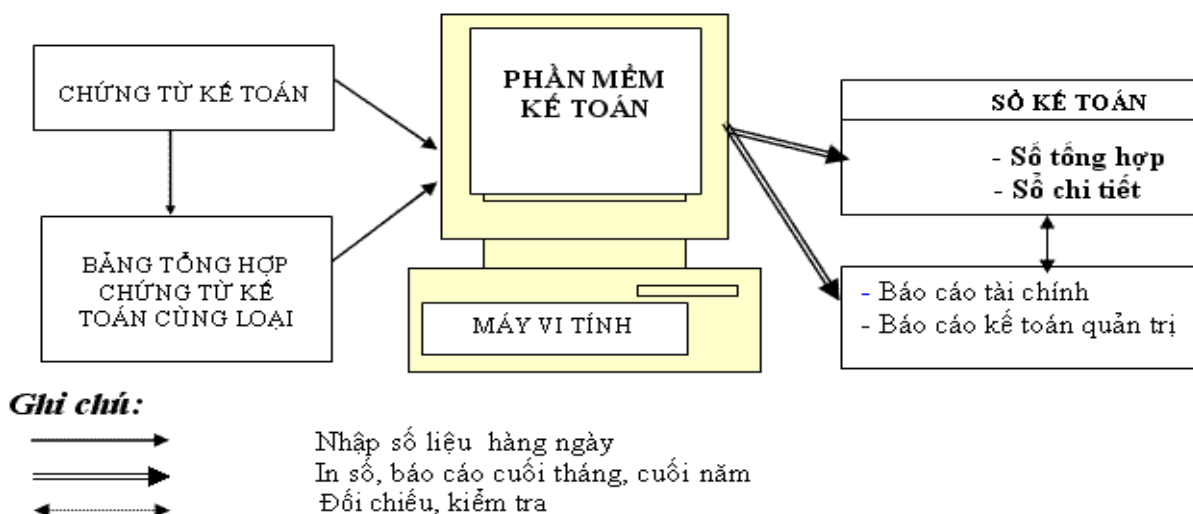 CHỨNG TỪ KẾ TOÁN
BẢNG TỔNG HỢP
CHỨNG TỪ KẾ
TOÁN CÙNG LOẠI
PHẦN MỀM
KẾ TOÁN
MÁY VI TÍNH
SỔ KẾ TOÁN
- Sổ tổng hợp
- Sổ chi tiết
- Báo cáo tài chính
- Báo cáo kế toán quản trị
Ghi chú:
Nhập số liệu hàng ngày
In sổ, báo cáo cuối tháng, cuối năm
Đối chiếu, kiểm tra